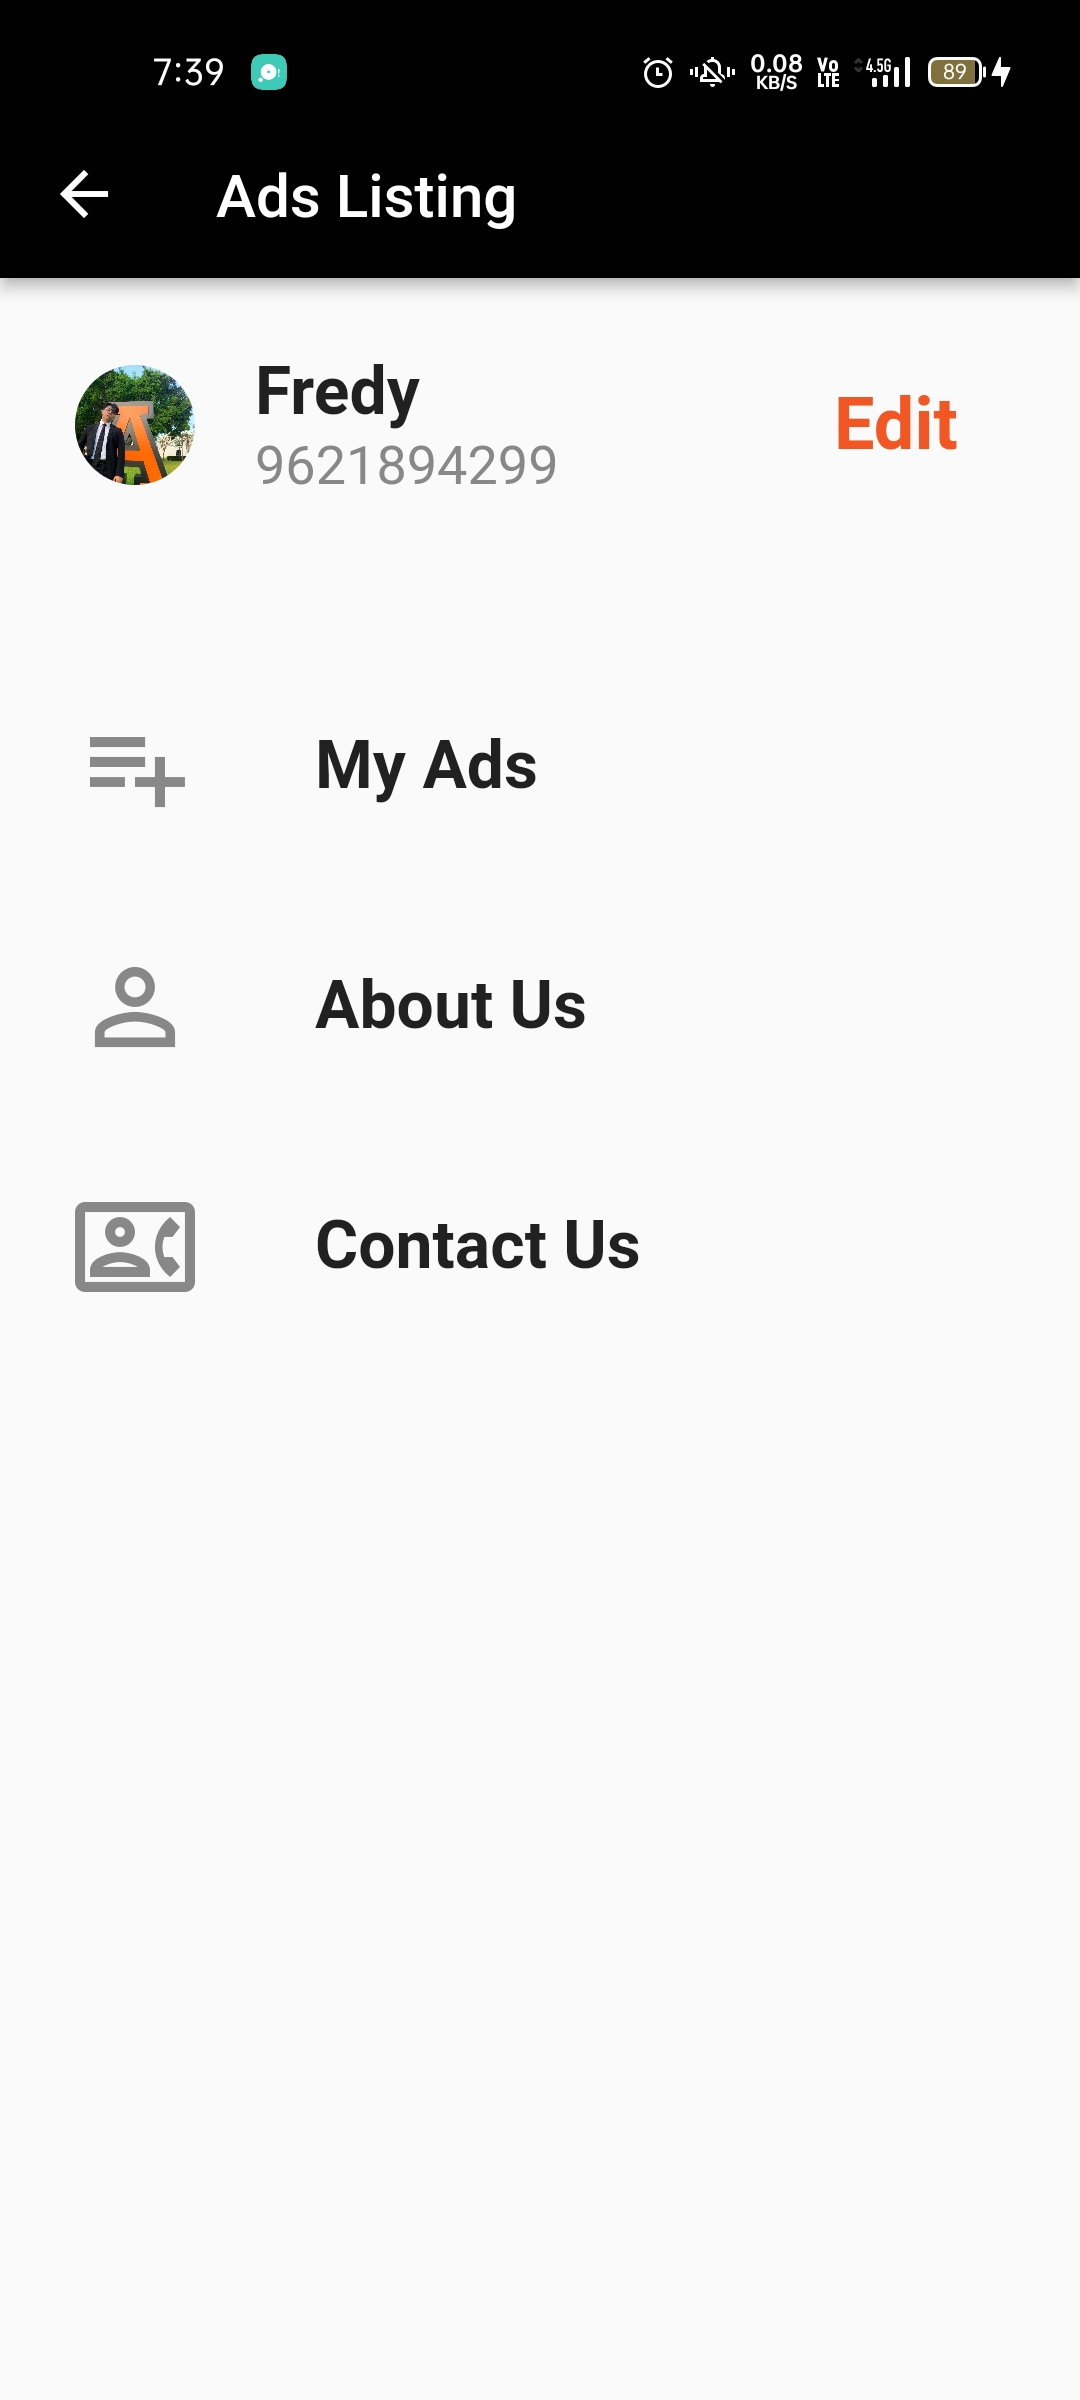 7:39
0.08
KB/S
Vo
LTE
4.5G
89
Ads Listing
Fredy
9621894299
Edit
My Ads
About Us
Contact Us